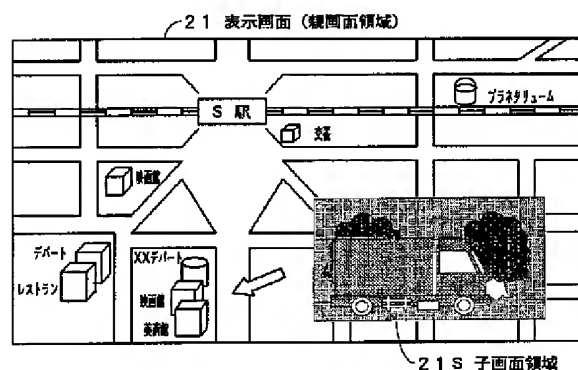 21 表示画面（親画面領域）
プラネタリューム
S 駅
交番
映画館
デパート
レストラン
XXデパート
映画館
美術館
21S 子画面領域